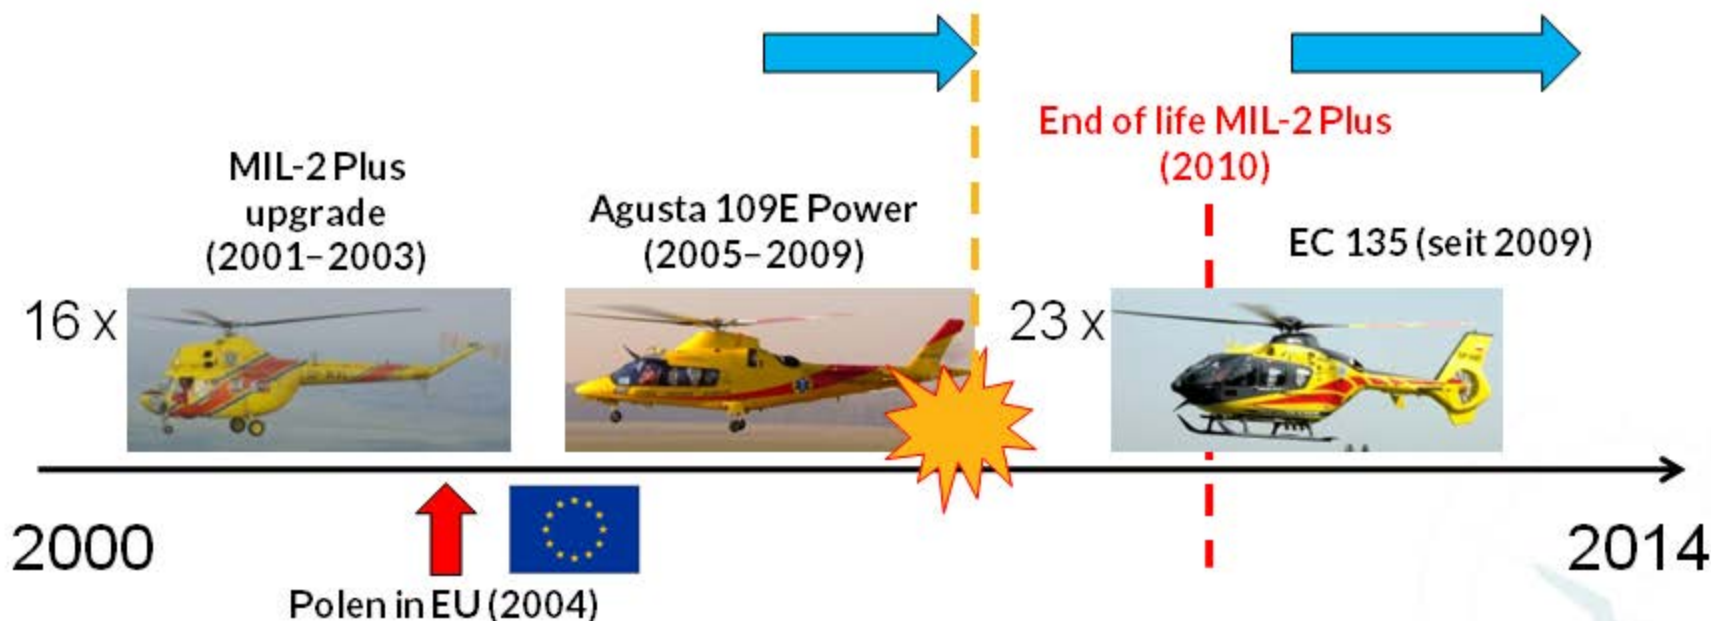 End of life MIL-2 Plus
(2010)
MIL-2 Plus
upgrade
(2001–2003)
Agusta 109E Power
(2005–2009)
EC 135 (seit 2009)
16 x
23 x
2000
2014
Polen in EU (2004)